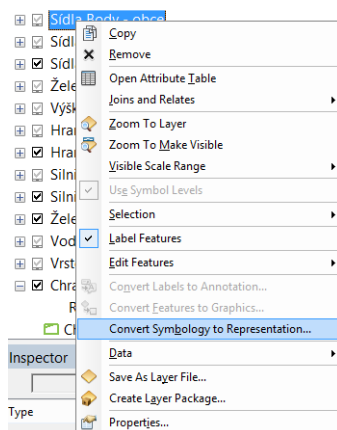 Sídla Body - obce
Sídl
Sídl
Žele
Výšk
Hran
Hran
Silni
Silni
Žele
Vod
Vrst
Chra
R
Ch
Inspector
Type
Copy
Remove
Open Attribute Table
Joins and Relates
Zoom To Layer
Zoom To Make Visible
Visible Scale Range
Use Symbol Levels
Selection
Label Features
Edit Features
Convert Labels to Annotation...
Convert Features to Graphics...
Convert Symbology to Representation...
Data
Save As Layer File...
Create Layer Package...
Properties...